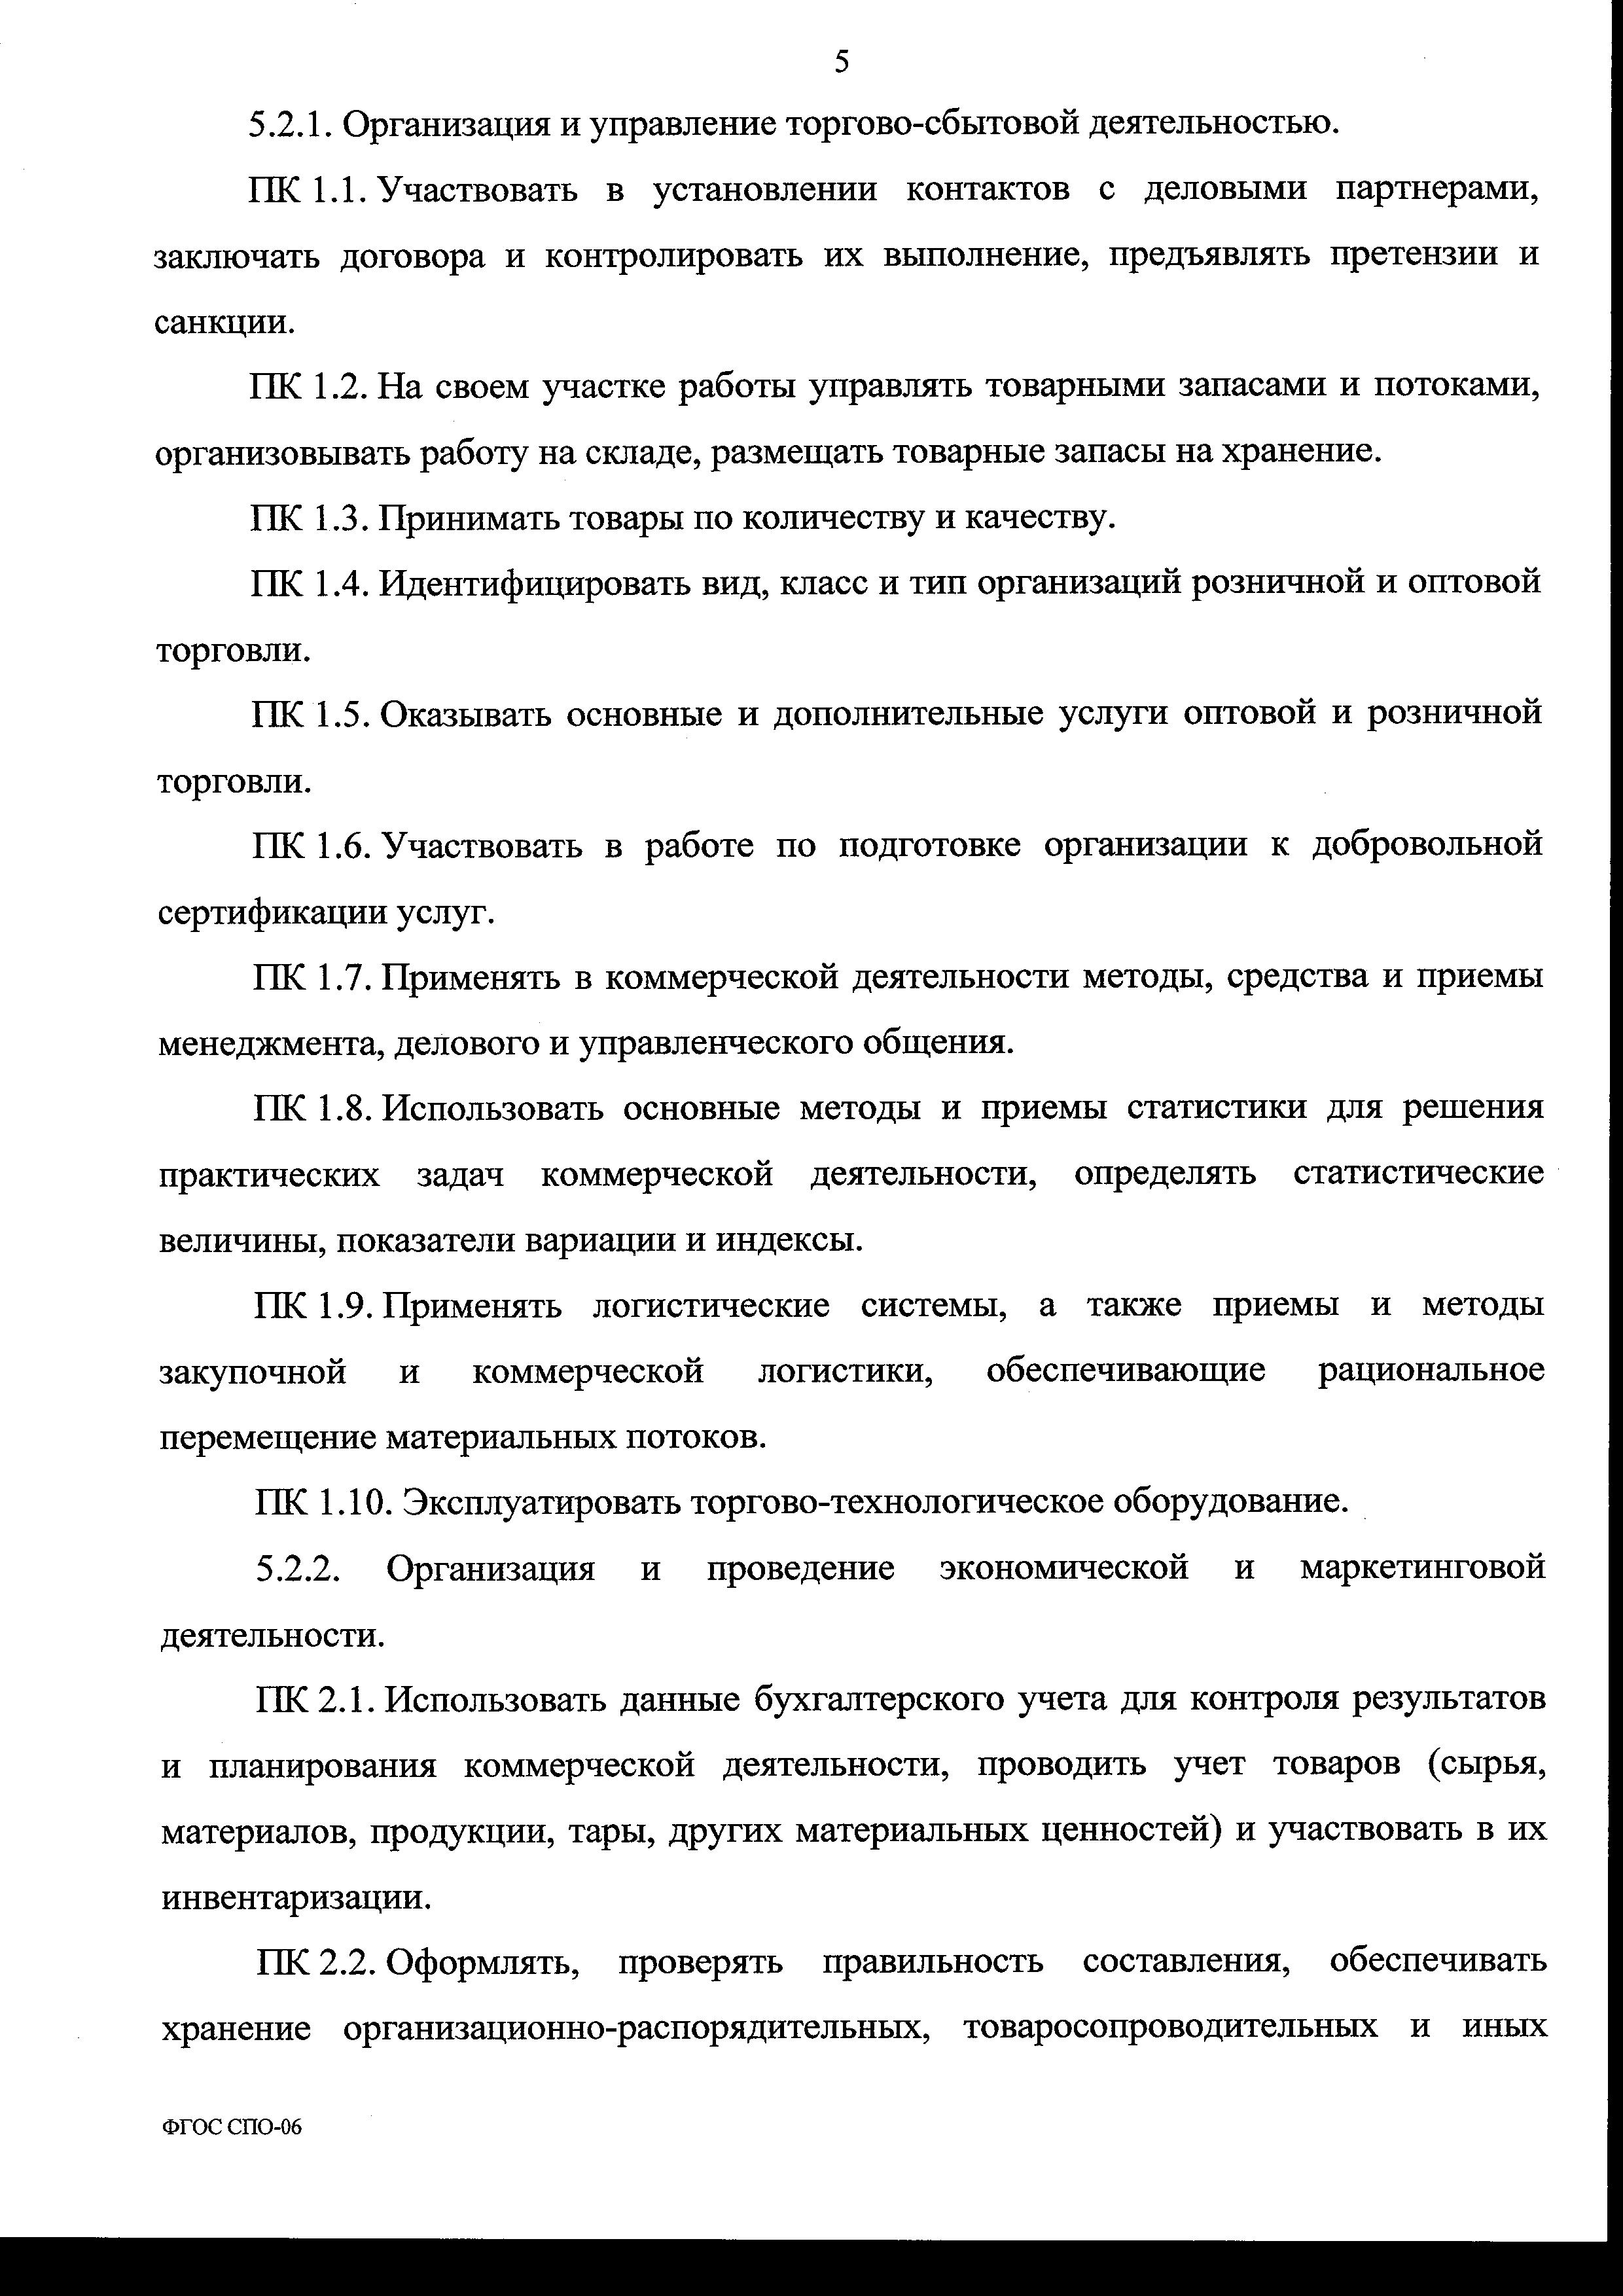 5
5.2.1. Организация и управление торгово-сбытовой деятельностью.
ПК 1.1. Участвовать в установлении контактов с деловыми партнерами,
заключать договора и контролировать их выполнение, предъявлять претензии и
санкции.
ПК 1.2. На своем участке работы управлять товарными запасами и потоками,
организовывать работу на складе, размещать товарные запасы на хранение.
ПК 1.3. Принимать товары по количеству и качеству.
ПК 1.4. Идентифицировать вид, класс и тип организаций розничной и оптовой
торговли.
ПК 1.5. Оказывать основные и дополнительные услуги оптовой и розничной
торговли.
ПК 1.6. Участвовать в работе по подготовке организации к добровольной
сертификации услуг.
ПК 1.7. Применять в коммерческой деятельности методы, средства и приемы
менеджмента, делового и управленческого общения.
ПК 1.8. Использовать основные методы и приемы статистики для решения
практических задач коммерческой деятельности, определять статистические
величины, показатели вариации и индексы.
ПК 1.9. Применять логистические системы, а также приемы и методы
закупочной и коммерческой логистики, обеспечивающие рациональное
перемещение материальных потоков.
ПК 1.10. Эксплуатировать торгово-технологическое оборудование.
5.2.2. Организация и проведение экономической и маркетинговой
деятельности.
ПК 2.1. Использовать данные бухгалтерского учета для контроля результатов
и планирования коммерческой деятельности, проводить учет товаров (сырья,
материалов, продукции, тары, других материальных ценностей) и участвовать в их
инвентаризации.
ПК 2.2. Оформлять, проверять правильность составления, обеспечивать
хранение организационно-распорядительных, товаросопроводительных и иных
ФГОС СПО-06